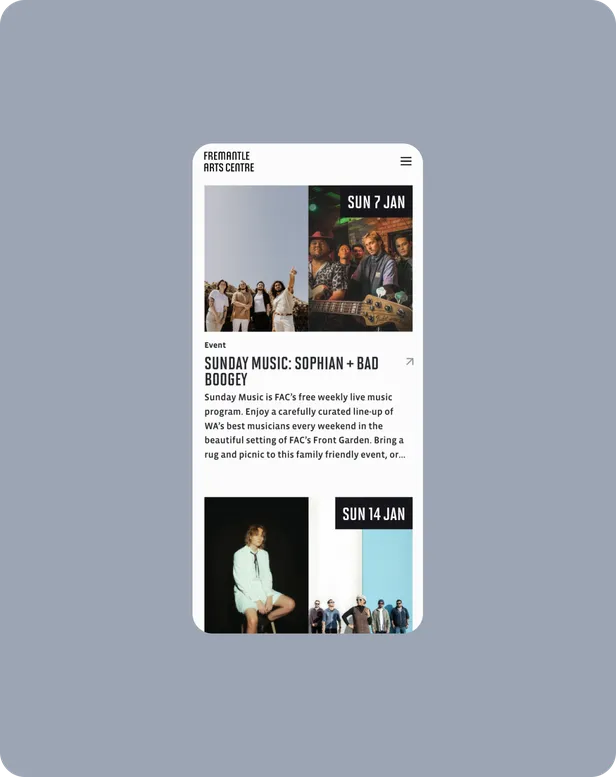 FREMANTLE
ARTS CENTRE
SUN 7 JAN
Event
SUNDAY MUSIC: SOPHIAN + BAD
BOOGEY
Sunday Music is FAC's free weekly live music
program. Enjoy a carefully curated line-up of
WA's best musicians every weekend in the
beautiful setting of FAC's Front Garden. Bring a
rug and picnic to this family friendly event, or...
SUN 14 JAN